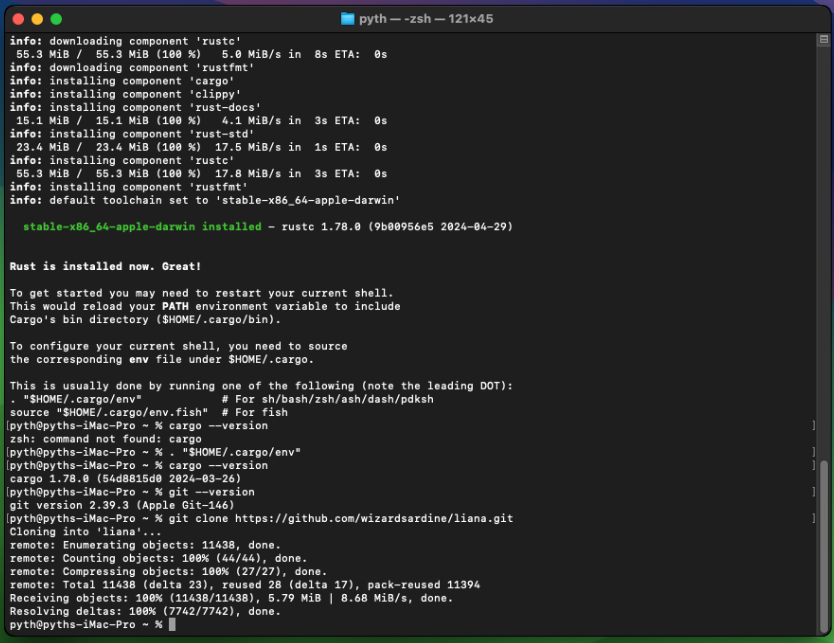 pyth — -zsh — 121×45
info: downloading component 'rustc'
55.3 MiB / 55.3 MiB (100 %) 5.0 MiB/s in 8s ETA: 0s
info: downloading component 'rustfmt'
info: installing component 'cargo'
info: installing component 'clippy'
info: installing component 'rust-docs'
15.1 MiB / 15.1 MiB (100 %) 4.1 MiB/s in 3s ETA: 0s
info: installing component 'rust-std'
23.4 MiB / 23.4 MiB (100 %) 17.5 MiB/s in 1s ETA: 0s
info: installing component 'rustc'
55.3 MiB / 55.3 MiB (100 %) 17.8 MiB/s in 3s ETA: 0s
info: installing component 'rustfmt'
info: default toolchain set to 'stable-x86_64-apple-darwin'
stable-x86_64-apple-darwin installed - rustc 1.78.0 (9b00956e5 2024-04-29)
Rust is installed now. Great!
To get started you may need to restart your current shell.
This would reload your PATH environment variable to include
Cargo's bin directory ($HOME/.cargo/bin).
To configure your current shell, you need to source
the corresponding env file under $HOME/.cargo.
This is usually done by running one of the following (note the leading DOT):
. "$HOME/.cargo/env" # For sh/bash/zsh/ash/dash/pdksh
source "$HOME/.cargo/env.fish" # For fish
[pyth@pyths-iMac-Pro ~ % cargo --version ]
zsh: command not found: cargo
[pyth@pyths-iMac-Pro ~ % . "$HOME/.cargo/env" ]
[pyth@pyths-iMac-Pro ~ % cargo --version ]
cargo 1.78.0 (54d8815d0 2024-03-26)
[pyth@pyths-iMac-Pro ~ % git --version ]
git version 2.39.3 (Apple Git-146)
[pyth@pyths-iMac-Pro ~ % git clone https://github.com/wizardsardine/liana.git ]
Cloning into 'liana'...
remote: Enumerating objects: 11438, done.
remote: Counting objects: 100% (44/44), done.
remote: Compressing objects: 100% (27/27), done.
remote: Total 11438 (delta 23), reused 28 (delta 17), pack-reused 11394
Receiving objects: 100% (11438/11438), 5.79 MiB | 8.68 MiB/s, done.
Resolving deltas: 100% (7742/7742), done.
pyth@pyths-iMac-Pro ~ %